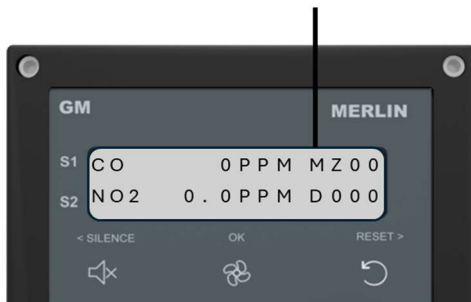 GM MERLIN
S1 CO 0PPM MZ00
S2 NO2 0.0PPM D000
< SILENCE OK RESET >